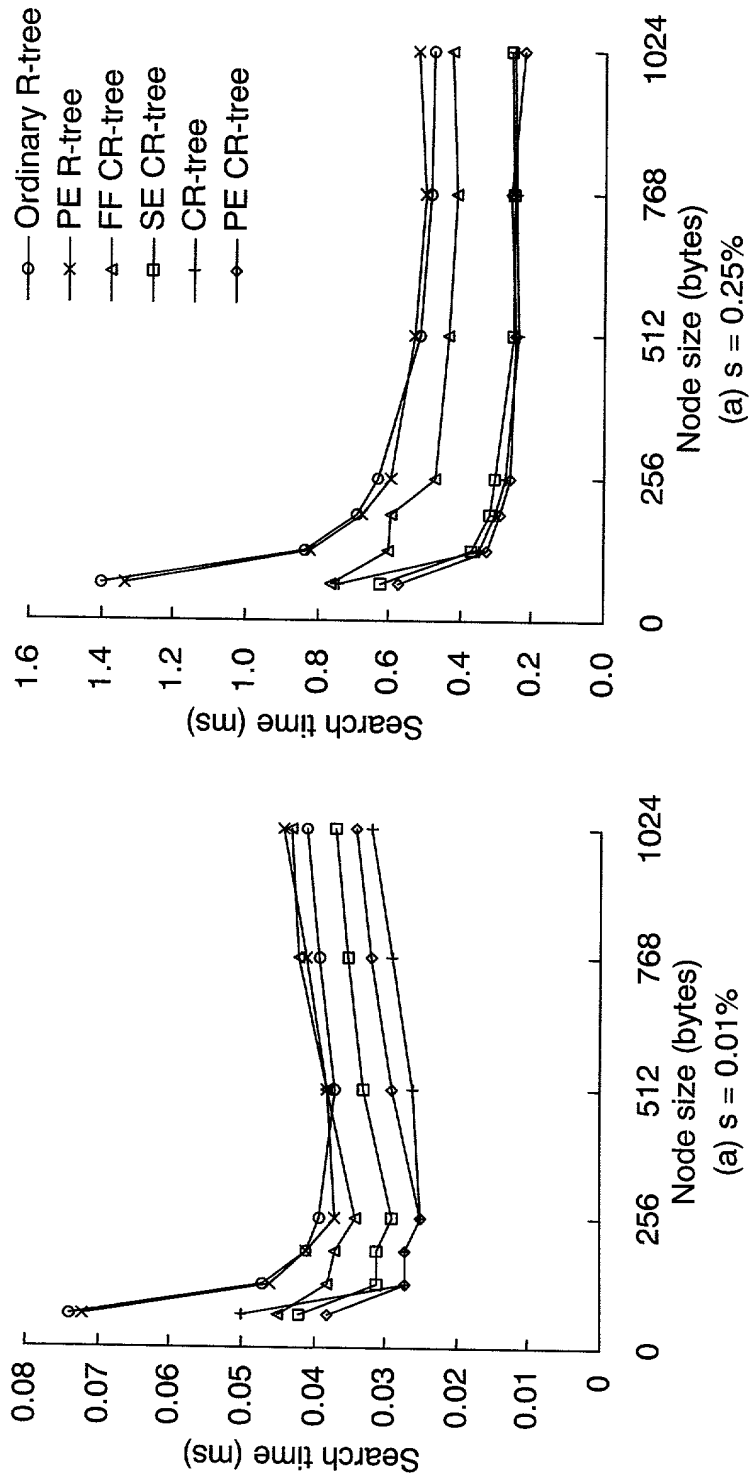 Search time (ms)
0.08
0.07
0.06
0.05
0.04
0.03
0.02
0.01
0
0
256
512
768
1024
Node size (bytes)
(a) s = 0.01%
Search time (ms)
1.6
1.4
1.2
1.0
0.8
0.6
0.4
0.2
0.0
0
256
512
768
1024
Node size (bytes)
(a) s = 0.25%
Ordinary R-tree
PE R-tree
FF CR-tree
SE CR-tree
CR-tree
PE CR-tree